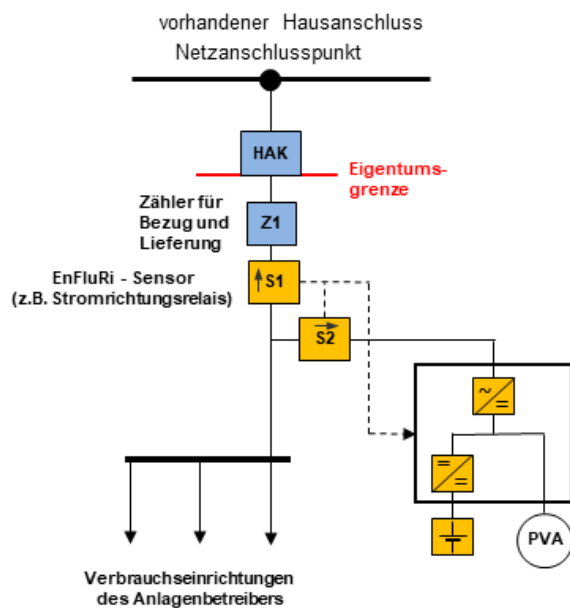 vorhandener Hausanschluss
Netzanschlusspunkt
HAK
Eigentums-
grenze
Zähler für
Bezug und
Lieferung
Z1
EnFluRi - Sensor
(z.B. Stromrichtungsrelais)
S1
S2
~
=
=
=
PVA
Verbrauchseinrichtungen
des Anlagenbetreibers